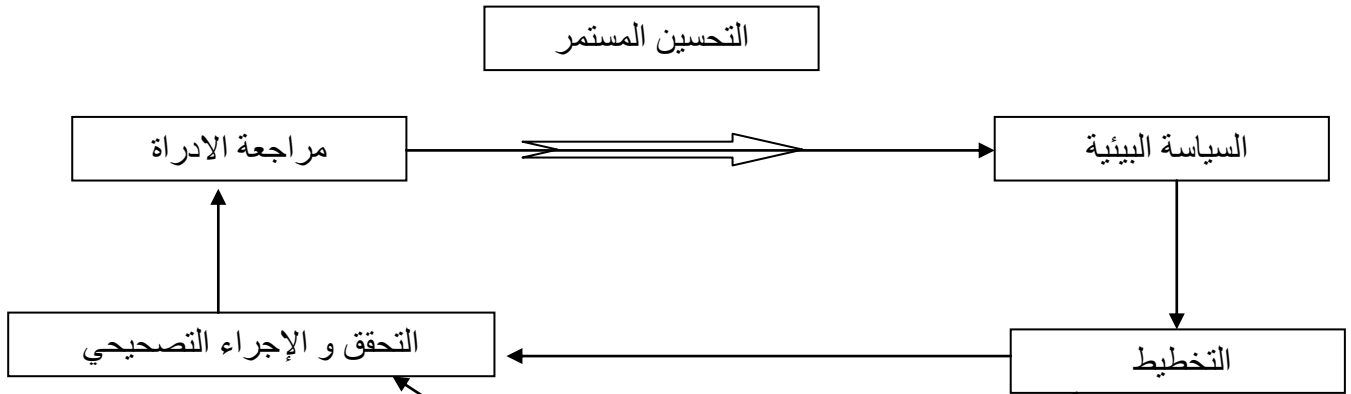 التحسين المستمر
السياسة البيئية
مراجعة الادراة
التخطيط
التحقق و الإجراء التصحيحي